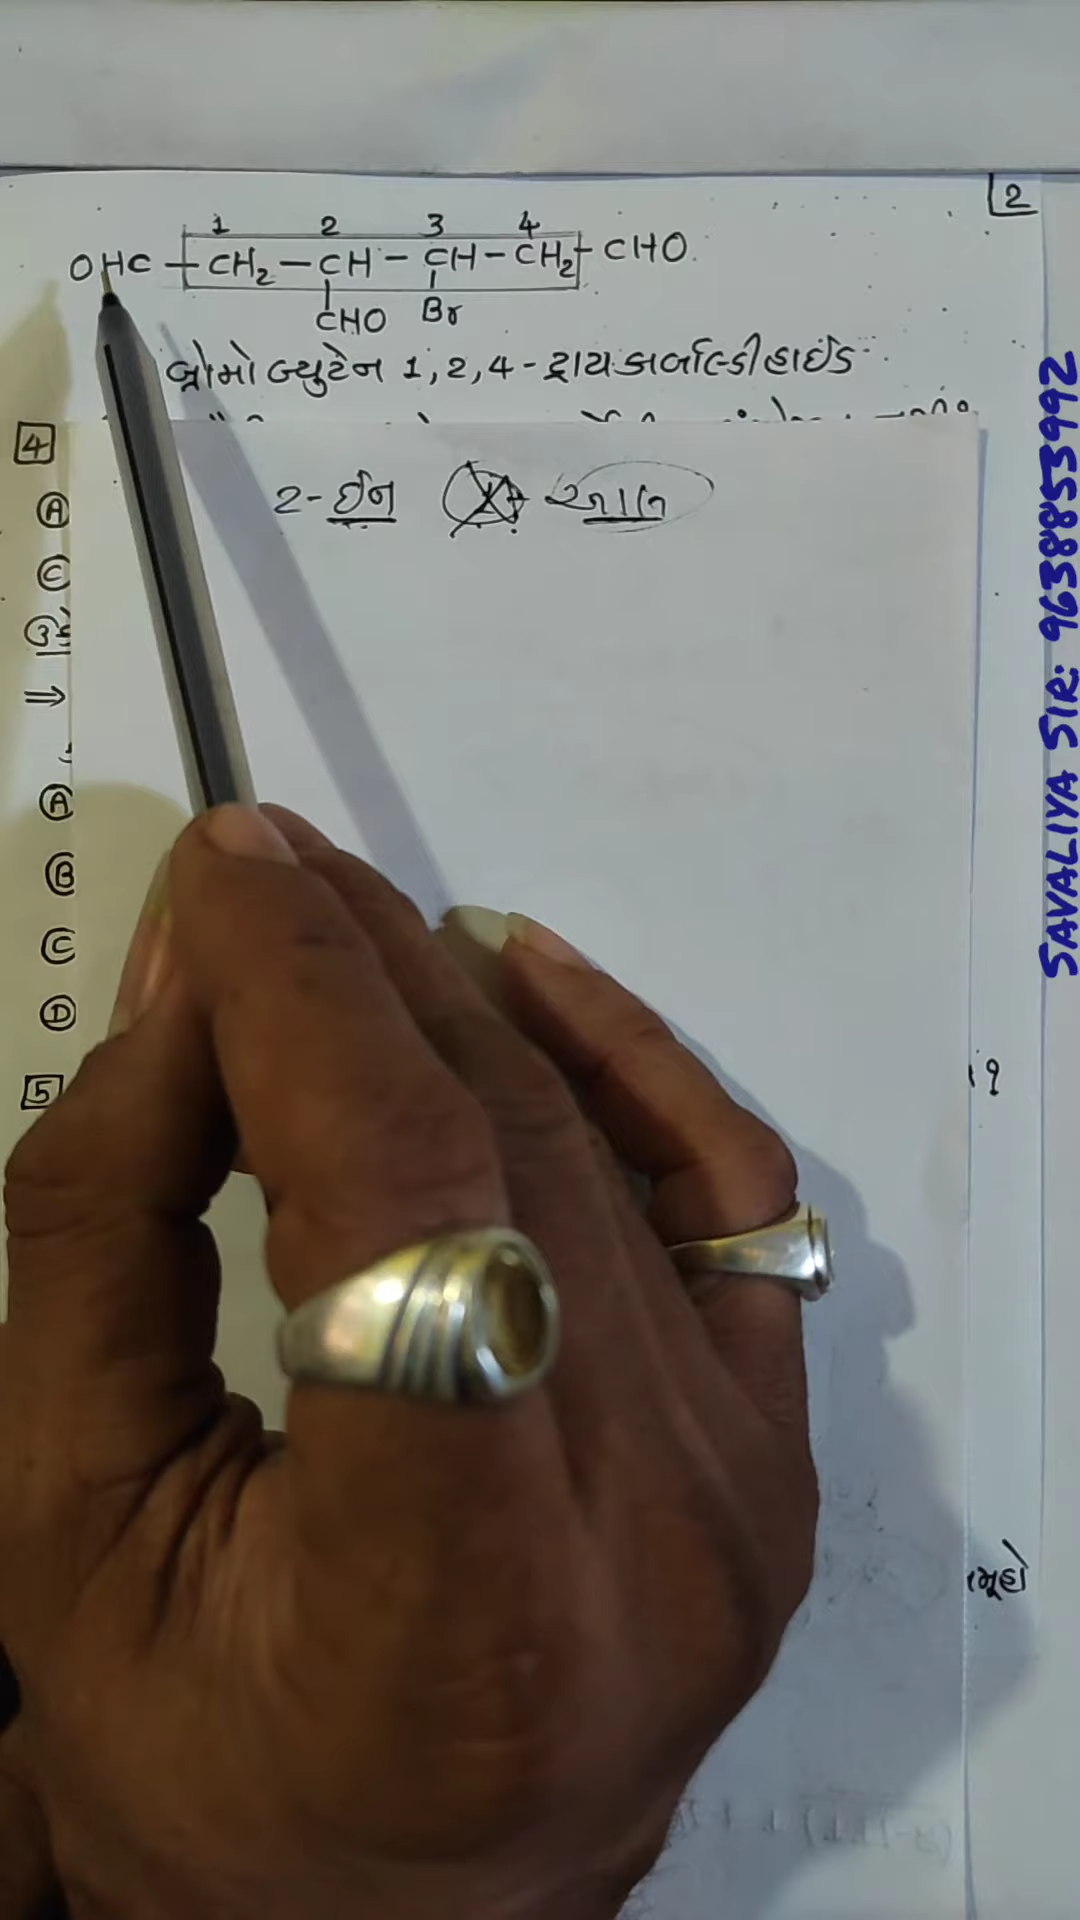 2
1 2 3 4
OHC – CH₂ – CH – CH – CH₂ – CHO
CHO Br
બ્રોમો બ્યુટેન 1,2,4-ટ્રાયકાર્બાલ્ડીહાઈડ
4
2-ઈન
A
C
⇒
A
B
C
D
5
? 
મૂહો
SAVALIYA SIR: 9638853992